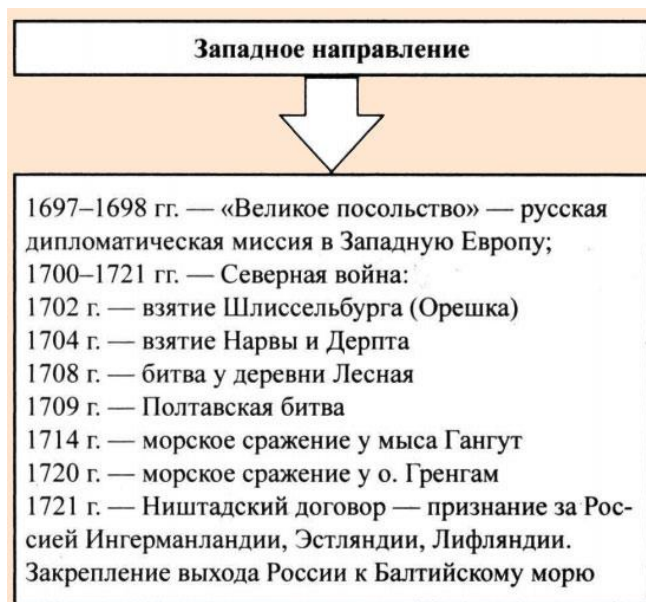 Западное направление
1697–1698 гг. — «Великое посольство» — русская
дипломатическая миссия в Западную Европу;
1700–1721 гг. — Северная война:
1702 г. — взятие Шлиссельбурга (Орешка)
1704 г. — взятие Нарвы и Дерпта
1708 г. — битва у деревни Лесная
1709 г. — Полтавская битва
1714 г. — морское сражение у мыса Гангут
1720 г. — морское сражение у о. Гренгам
1721 г. — Ништадский договор — признание за Рос-
сией Ингерманландии, Эстляндии, Лифляндии.
Закрепление выхода России к Балтийскому морю